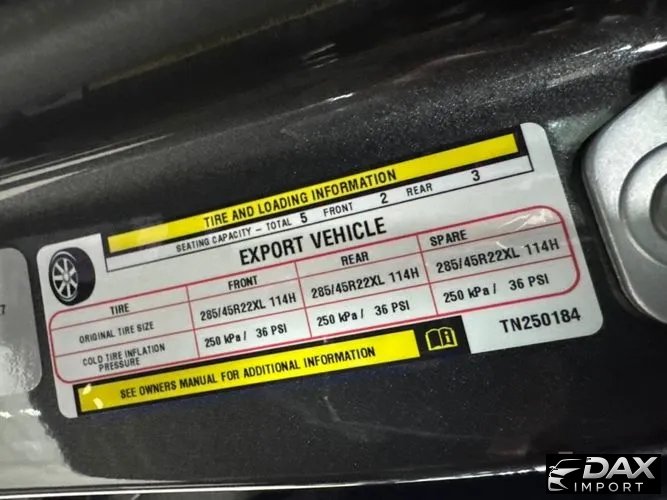 TIRE AND LOADING INFORMATION
SEATING CAPACITY - TOTAL 5 FRONT 2 REAR 3
EXPORT VEHICLE
TIRE FRONT REAR SPARE
ORIGINAL TIRE SIZE 285/45R22XL 114H 285/45R22XL 114H 285/45R22XL 114H
COLD TIRE INFLATION PRESSURE 250 kPa / 36 PSI 250 kPa / 36 PSI 250 kPa / 36 PSI
SEE OWNERS MANUAL FOR ADDITIONAL INFORMATION
TN250184
7
DAX
IMPORT